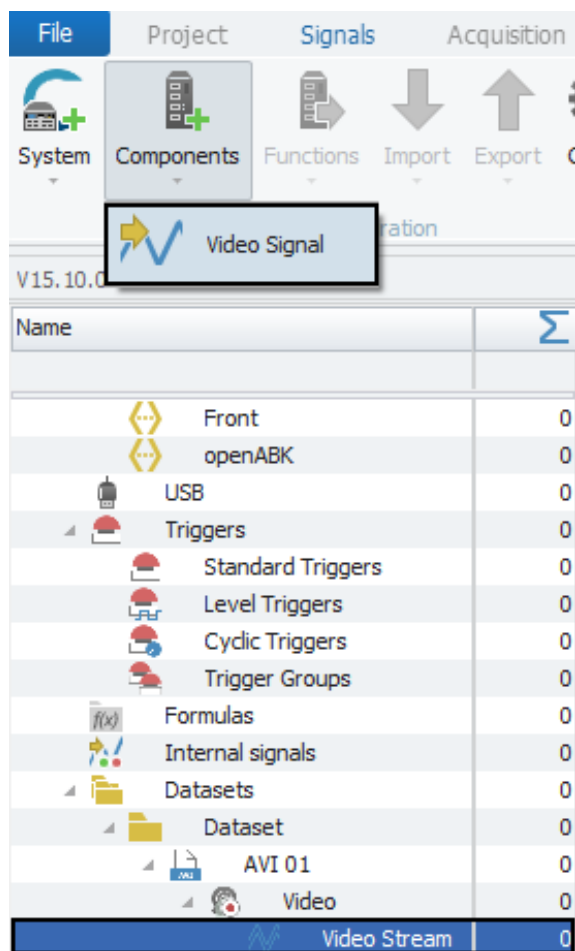 File Project Signals Acquisition
System Components Functions Import Export
Video Signal
V15.10.0
Name Σ
Front 0
openABK 0
USB 0
Triggers 0
Standard Triggers 0
Level Triggers 0
Cyclic Triggers 0
Trigger Groups 0
f(x) Formulas 0
Internal signals 0
Datasets 0
Dataset 0
AVI 01 0
Video 0
Video Stream 0